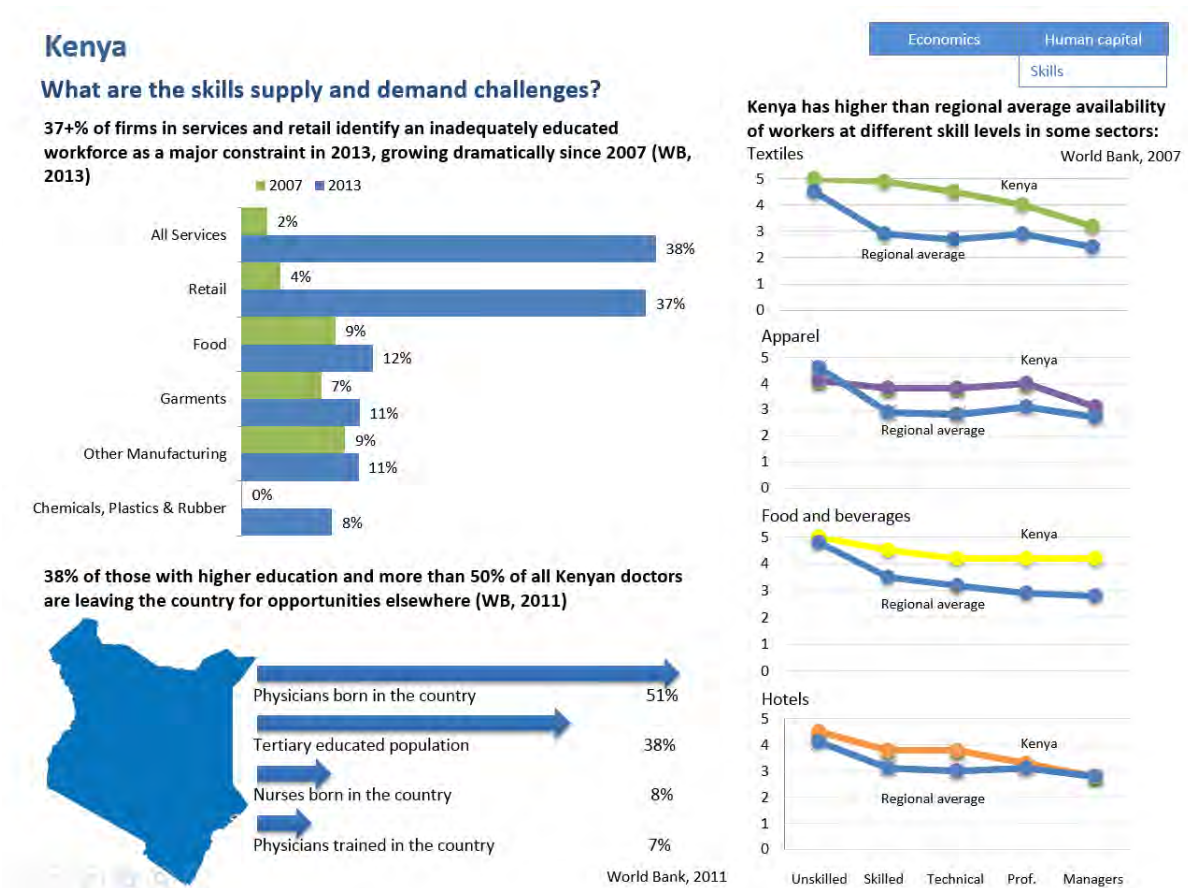 Kenya
Economics
Human capital
Skills
What are the skills supply and demand challenges?
37+% of firms in services and retail identify an inadequately educated
workforce as a major constraint in 2013, growing dramatically since 2007 (WB,
2013)
2007 2013
All Services
2%
38%
Retail
4%
37%
Food
9%
12%
Garments
7%
11%
Other Manufacturing
9%
11%
Chemicals, Plastics & Rubber
0%
8%
38% of those with higher education and more than 50% of all Kenyan doctors
are leaving the country for opportunities elsewhere (WB, 2011)
Physicians born in the country 51%
Tertiary educated population 38%
Nurses born in the country 8%
Physicians trained in the country 7%
World Bank, 2011
Kenya has higher than regional average availability
of workers at different skill levels in some sectors:
Textiles
World Bank, 2007
5
4
3
2
1
0
Kenya
Regional average
Apparel
5
4
3
2
1
0
Kenya
Regional average
Food and beverages
5
4
3
2
1
0
Kenya
Regional average
Hotels
5
4
3
2
1
0
Kenya
Regional average
Unskilled Skilled Technical Prof. Managers